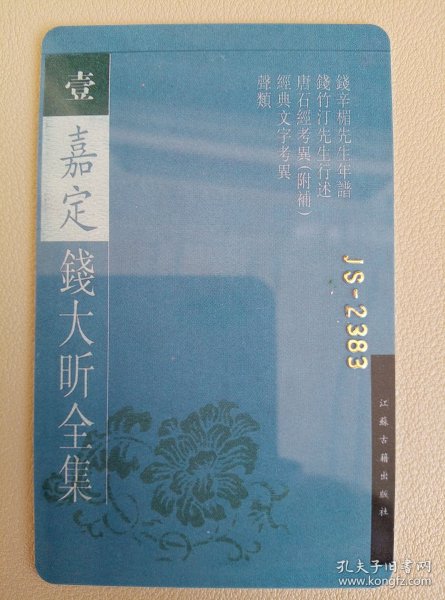 錢辛楣先生年譜
錢竹汀先生行述
唐石經考異(附補)
經典文字考異
聲類
壹
嘉定
錢大昕全集
JS-2383
江蘇古籍出版社
孔夫子旧书网
www.kongfz.com